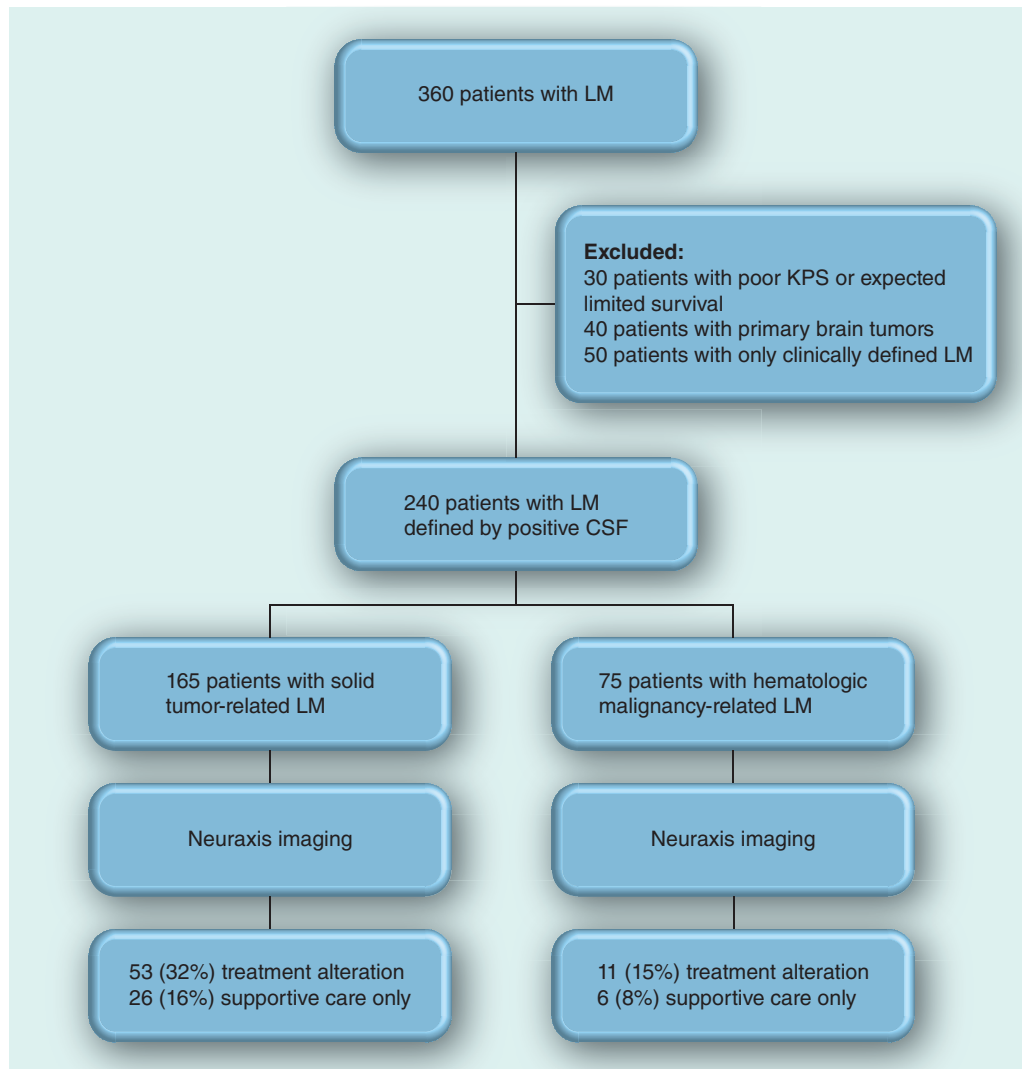 360 patients with LM
Excluded:
30 patients with poor KPS or expected
limited survival
40 patients with primary brain tumors
50 patients with only clinically defined LM
240 patients with LM
defined by positive CSF
165 patients with solid
tumor-related LM
75 patients with hematologic
malignancy-related LM
Neuraxis imaging
Neuraxis imaging
53 (32%) treatment alteration
26 (16%) supportive care only
11 (15%) treatment alteration
6 (8%) supportive care only